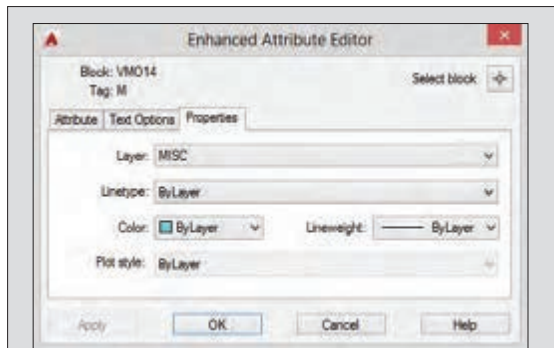 Enhanced Attribute Editor
Block: VMO14
Select block
Tag: M
Attribute Text Options Properties
Layer: MISC
Linetype: ByLayer
Color: ByLayer Lineweight: ByLayer
Plot style: ByLayer
Apply OK Cancel Help